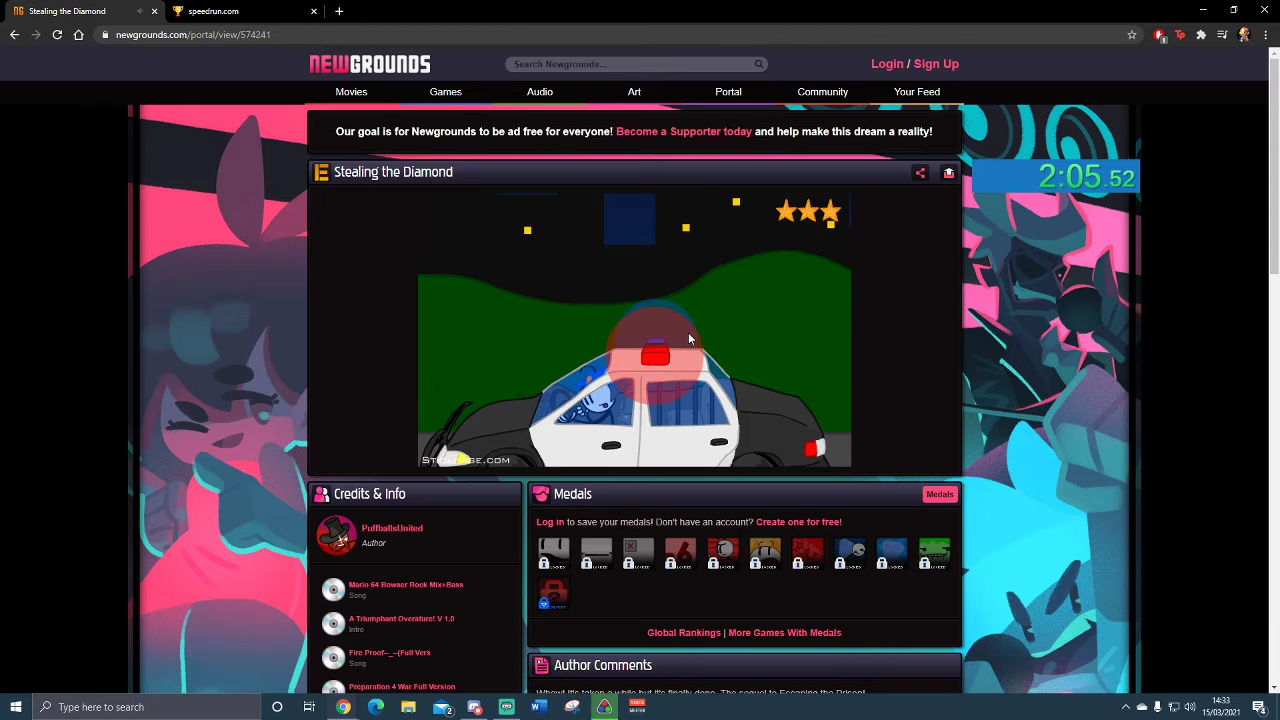 Stealing the Diamond
speedrun.com
newgrounds.com/portal/view/574241
NEWGROUNDS
Search Newgrounds...
Login / Sign Up
Movies
Games
Audio
Art
Portal
Community
Your Feed
Our goal is for Newgrounds to be ad free for everyone! Become a Supporter today and help make this dream a reality!
E Stealing the Diamond
2:05.52
Credits & Info
PuffballsUnited
Author
Mario 64 Bowser Rock Mix+Bass
Song
A Triumphant Overature! V 1.0
Intro
Fire Proof--_--(Full Vers
Song
Preparation 4 War Full Version
Medals
Medals
Log in to save your medals! Don't have an account? Create one for free!
Global Rankings | More Games With Medals
Author Comments
Type here to search
14:33
15/03/2021